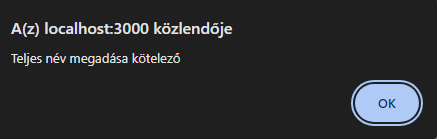 A(z) localhost:3000 közlendője
Teljes név megadása kötelező
OK